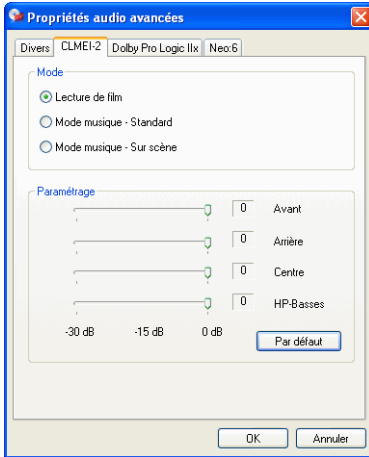 Propriétés audio avancées
Divers CLMEI-2 Dolby Pro Logic IIx Neo:6
Mode
Lecture de film
Mode musique - Standard
Mode musique - Sur scène
Paramétrage
0 Avant
0 Arrière
0 Centre
0 HP-Basses
-30 dB -15 dB 0 dB
Par défaut
OK Annuler